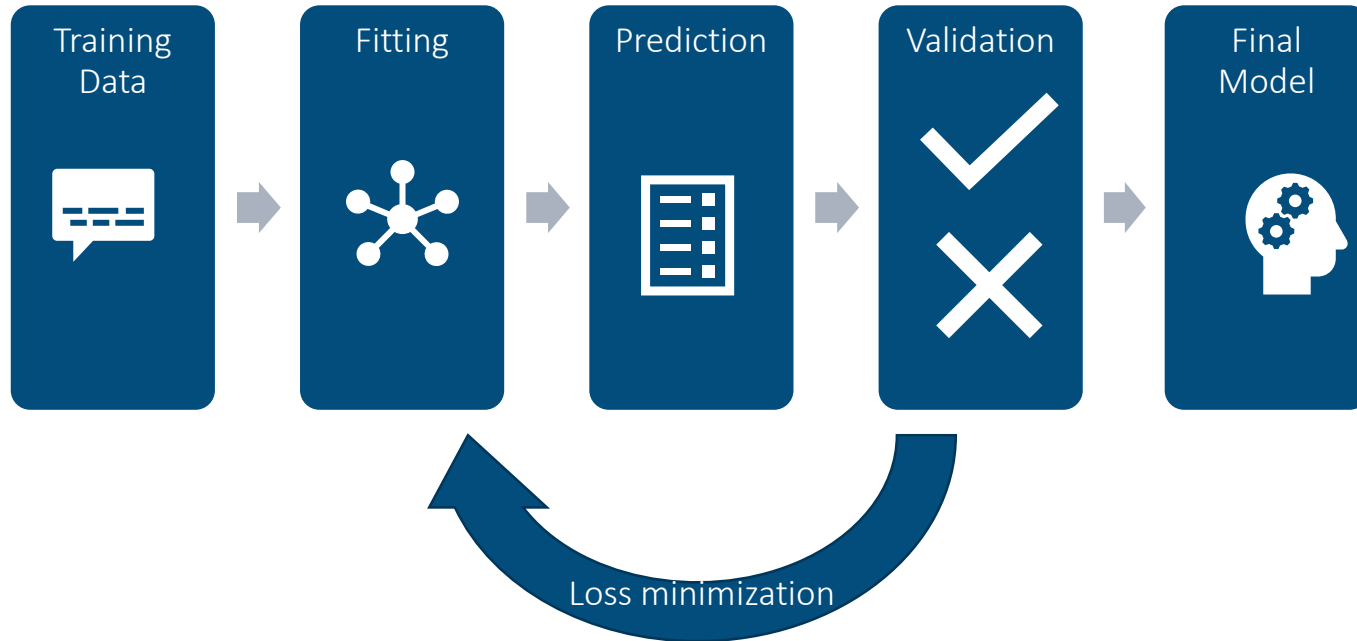 Training
Data
Fitting
Prediction
Validation
Final
Model
Loss minimization